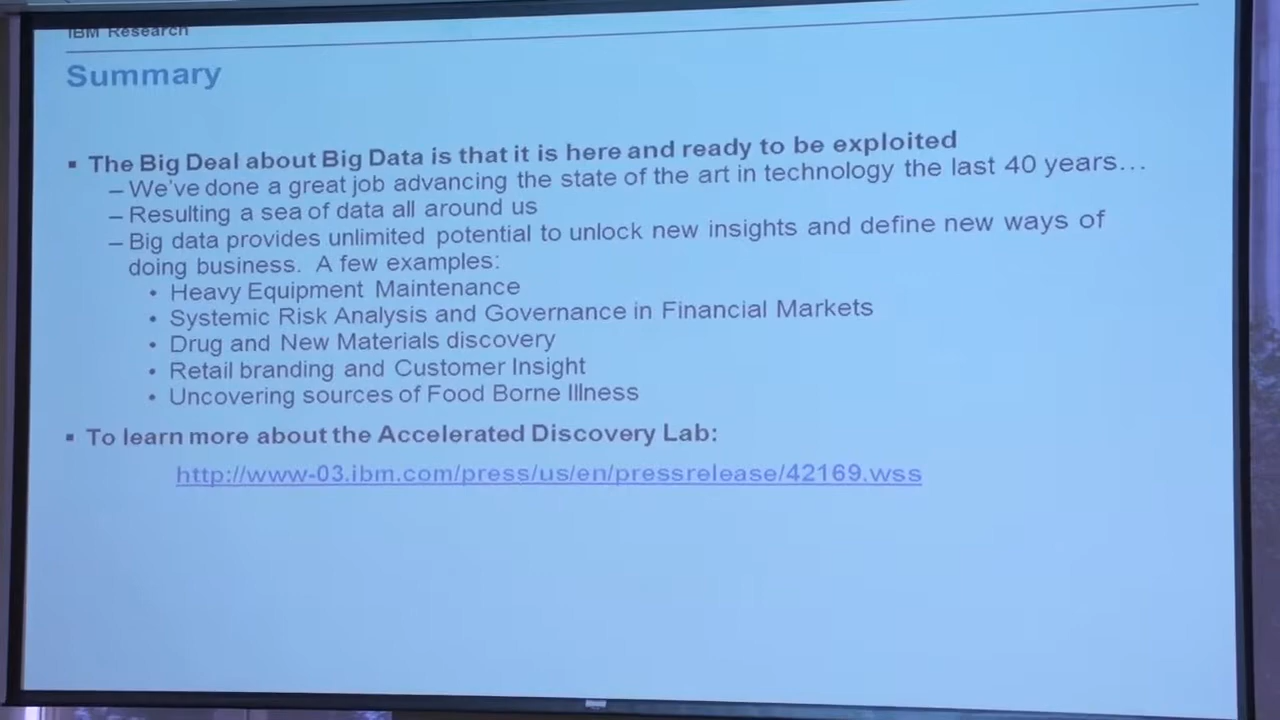 IBM Research
Summary
▪ The Big Deal about Big Data is that it is here and ready to be exploited
– We've done a great job advancing the state of the art in technology the last 40 years…
– Resulting a sea of data all around us
– Big data provides unlimited potential to unlock new insights and define new ways of
doing business. A few examples:
• Heavy Equipment Maintenance
• Systemic Risk Analysis and Governance in Financial Markets
• Drug and New Materials discovery
• Retail branding and Customer Insight
• Uncovering sources of Food Borne Illness
▪ To learn more about the Accelerated Discovery Lab:
http://www-03.ibm.com/press/us/en/pressrelease/42169.wss